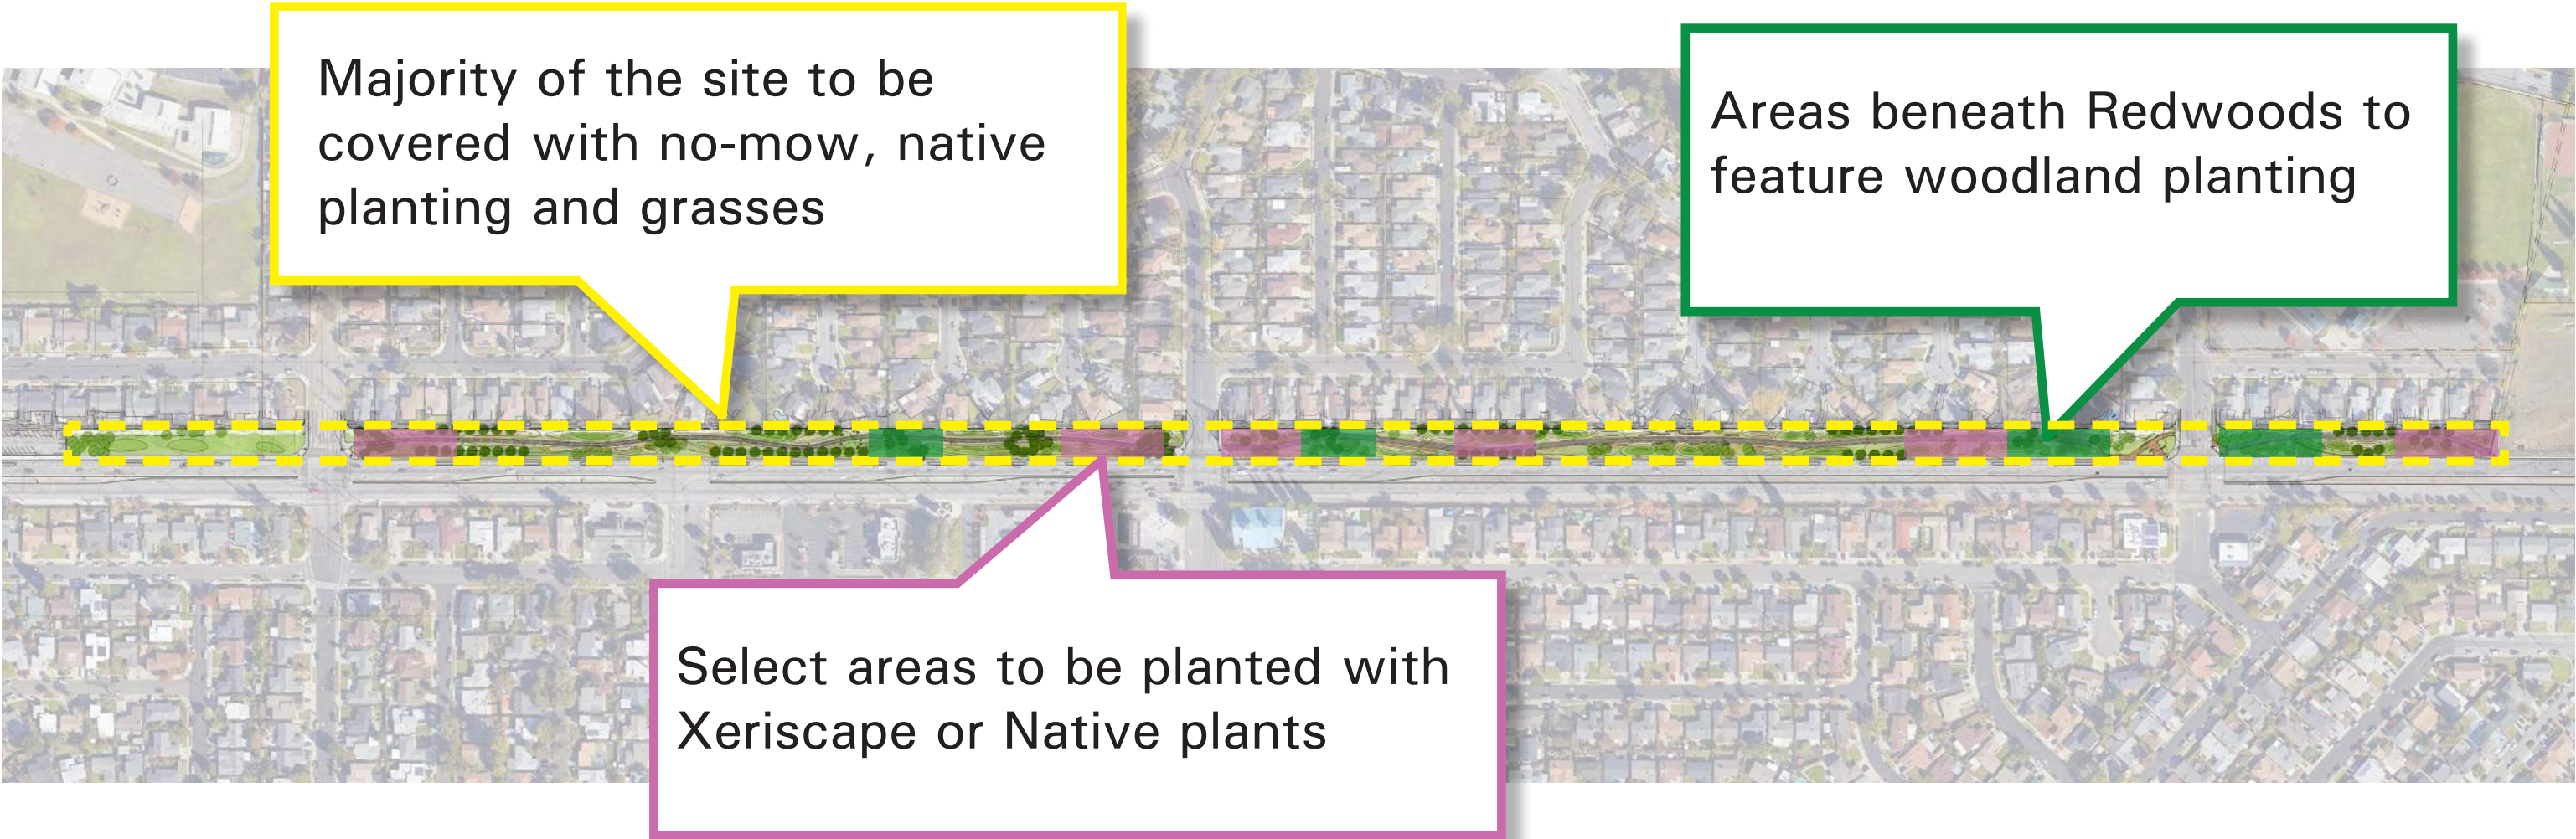 Majority of the site to be
covered with no-mow, native
planting and grasses
Areas beneath Redwoods to
feature woodland planting
Select areas to be planted with
Xeriscape or Native plants